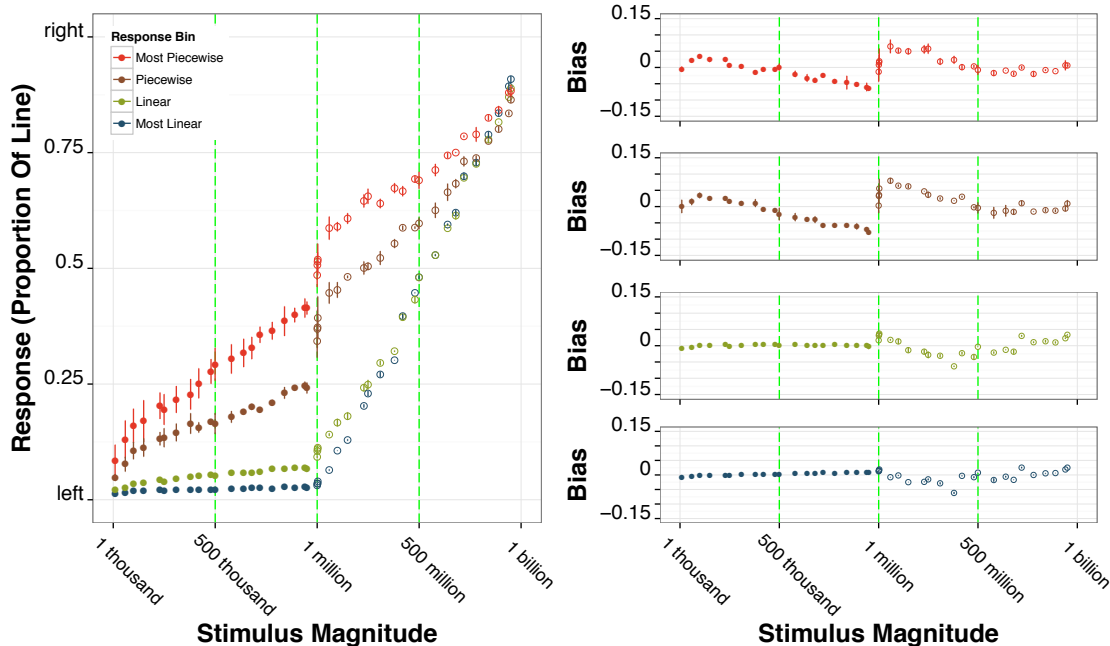 Response (Proportion Of Line)
right
0.75
0.5
0.25
left
Response Bin
Most Piecewise
Piecewise
Linear
Most Linear
1 thousand
500 thousand
1 million
500 million
1 billion
Stimulus Magnitude
Bias
0.15
0
−0.15
Bias
0.15
0
−0.15
Bias
0.15
0
−0.15
Bias
0.15
0
−0.15
1 thousand
500 thousand
1 million
500 million
1 billion
Stimulus Magnitude